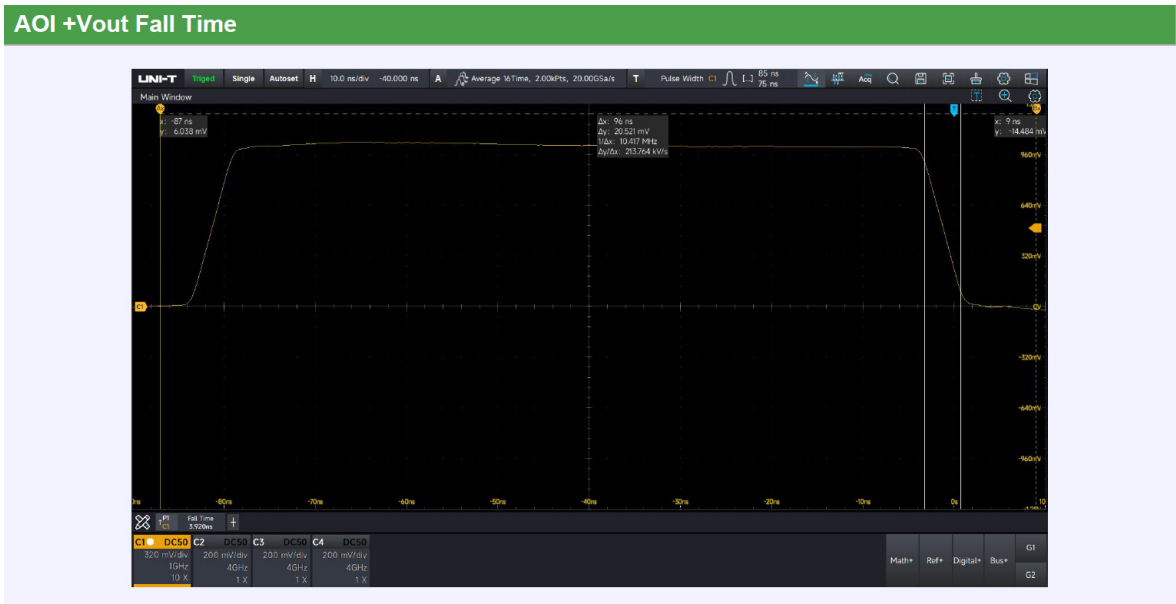 AOI +Vout Fall Time
UNI-T Triged Single Autoset H 10.0 ns/div -40.000 ns A Average 16Time, 2.00kPts, 20.00GSa/s T Pulse Width C1 [..] 85 ns 75 ns Acq
Main Window
x: -87 ns
y: 6.038 mV
Δx: 96 ns
Δy: 20.521 mV
1/Δx: 10.417 MHz
Δy/Δx: 213.764 kV/s
x: 9 ns
y: -14.484 mV
T
960mV
640mV
320mV
C1
0V
-320mV
-640mV
-960mV
-80ns -70ns -60ns -50ns -40ns -30ns -20ns -10ns 0s 10
P1 C1 Fall Time 3.920ns +
C1 DC50 C2 DC50 C3 DC50 C4 DC50
320 mV/div 200 mV/div 200 mV/div 200 mV/div
1GHz 4GHz 4GHz 4GHz
10 X 1 X 1 X 1 X
Math+ Ref+ Digital+ Bus+ G1
G2